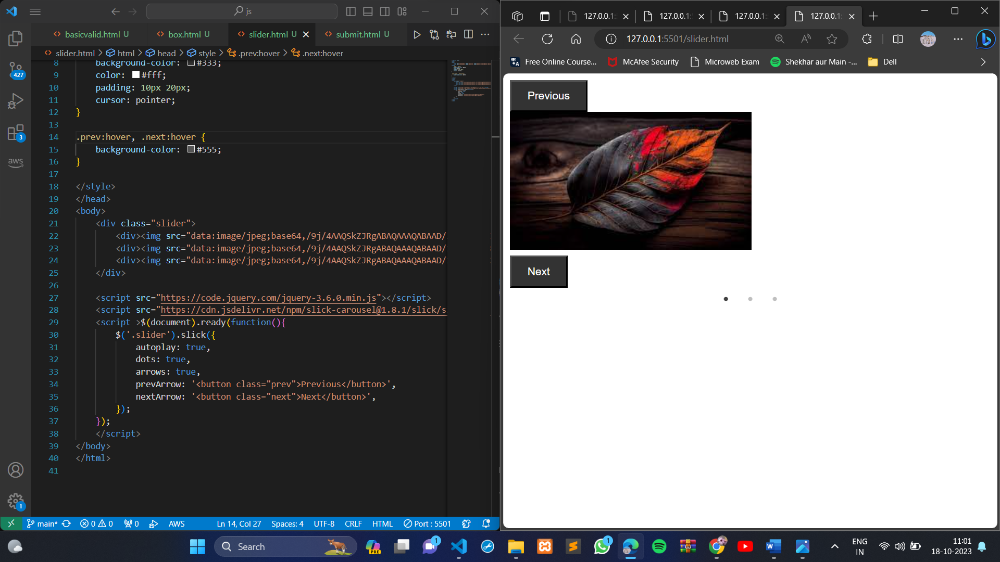 js
basicvalid.html U
box.html U
slider.html U
submit.html U
slider.html > html > head > style > .prev:hover > .next:hover
8 background-color: #333;
9 color: #fff;
10 padding: 10px 20px;
11 cursor: pointer;
12 }
13
14 .prev:hover, .next:hover {
15 background-color: #555;
16 }
17
18 </style>
19 </head>
20 <body>
21 <div class="slider">
22 <div><img src="data:image/jpeg;base64,/9j/4AAQSkZJRgABAQAAAQABAAD/
23 <div><img src="data:image/jpeg;base64,/9j/4AAQSkZJRgABAQAAAQABAAD/
24 <div><img src="data:image/jpeg;base64,/9j/4AAQSkZJRgABAQAAAQABAAD/
25 </div>
26
27 <script src="https://code.jquery.com/jquery-3.6.0.min.js"></script>
28 <script src="https://cdn.jsdelivr.net/npm/slick-carousel@1.8.1/slick/s
29 <script >$(document).ready(function(){
30 $('.slider').slick({
31 autoplay: true,
32 dots: true,
33 arrows: true,
34 prevArrow: '<button class="prev">Previous</button>',
35 nextArrow: '<button class="next">Next</button>',
36 });
37 });
38 </script>
39 </body>
40 </html>
41
427
3
aws
1
main* 0 0 0 AWS Ln 14, Col 27 Spaces: 4 UTF-8 CRLF HTML Port : 5501
127.0.0.1:
127.0.0.1:
127.0.0.1:
127.0.0.1:
127.0.0.1:5501/slider.html
Free Online Course...
McAfee Security
Microweb Exam
Shekhar aur Main -...
Dell
Previous
Next
Search
PRE
1
1
ENG
IN
11:01
18-10-2023